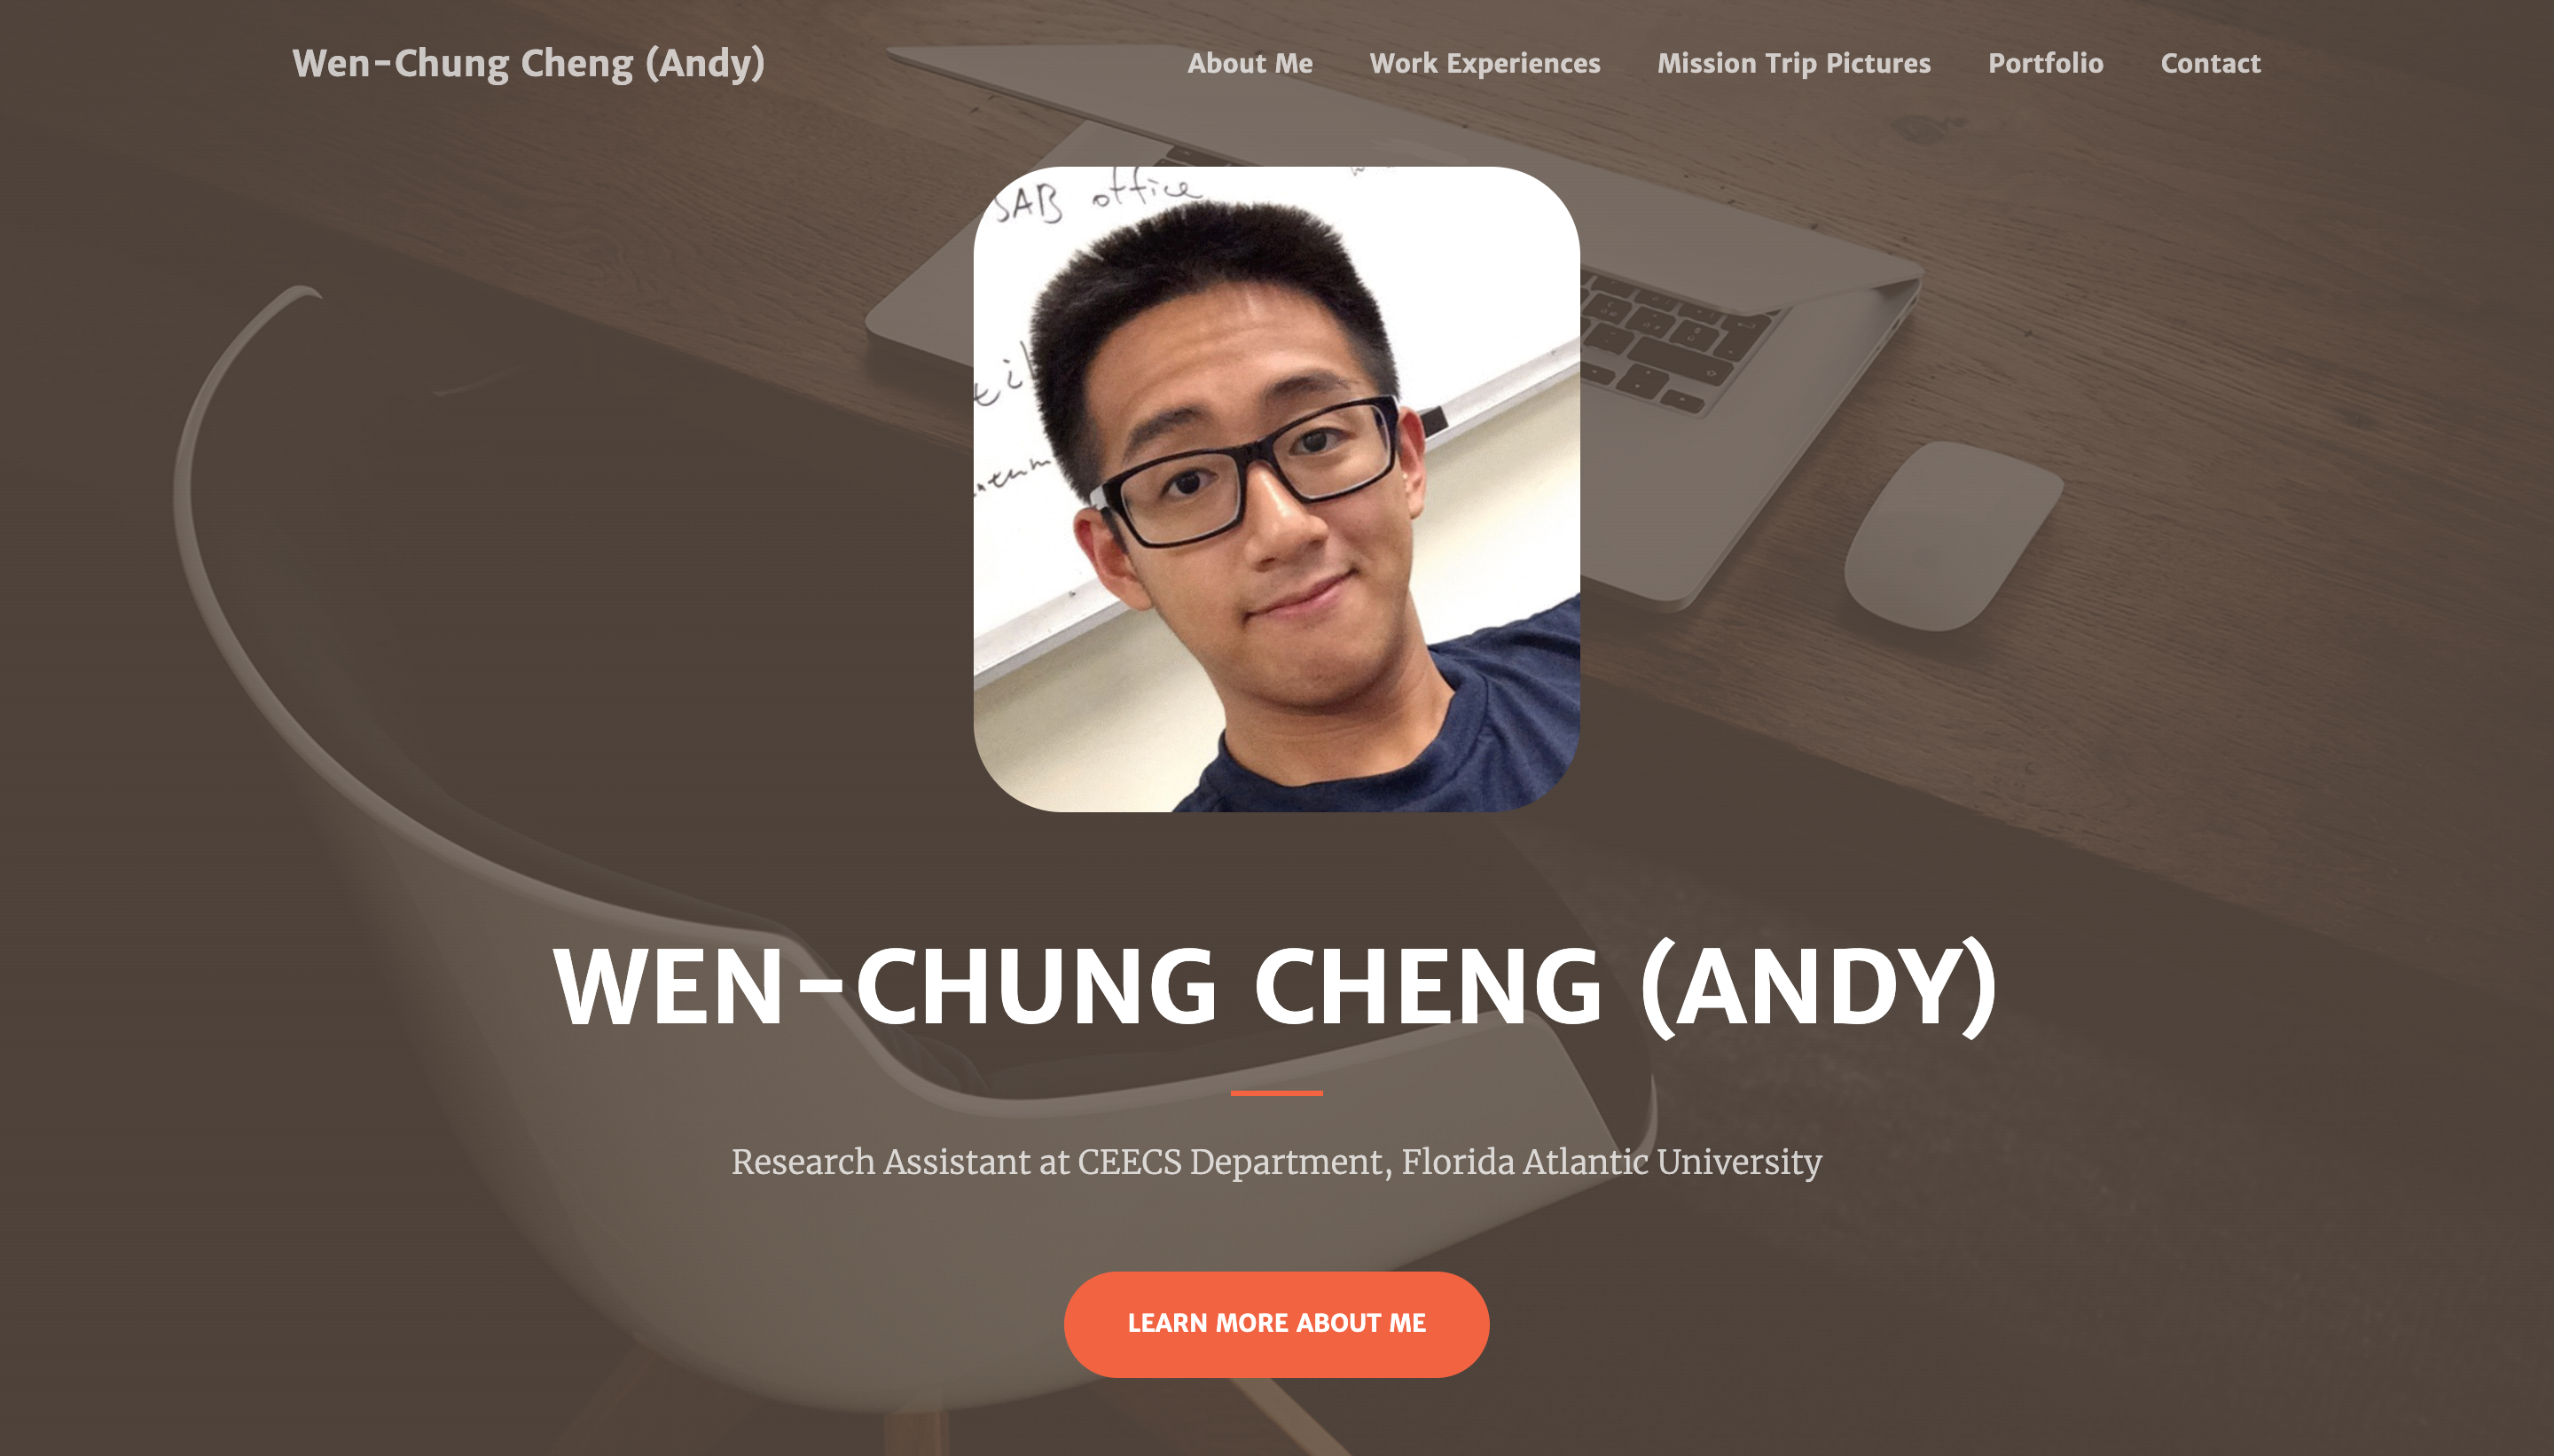 Wen-Chung Cheng (Andy)
About Me Work Experiences Mission Trip Pictures Portfolio Contact
SAB office
WEN-CHUNG CHENG (ANDY)
Research Assistant at CEECS Department, Florida Atlantic University
LEARN MORE ABOUT ME